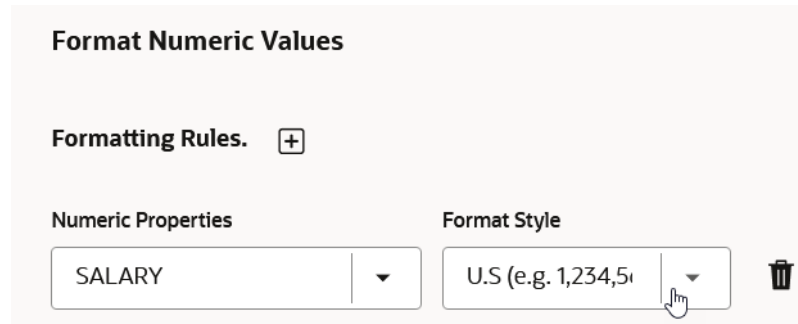 Format Numeric Values
Formatting Rules.
Numeric Properties Format Style
SALARY U.S (e.g. 1,234,5